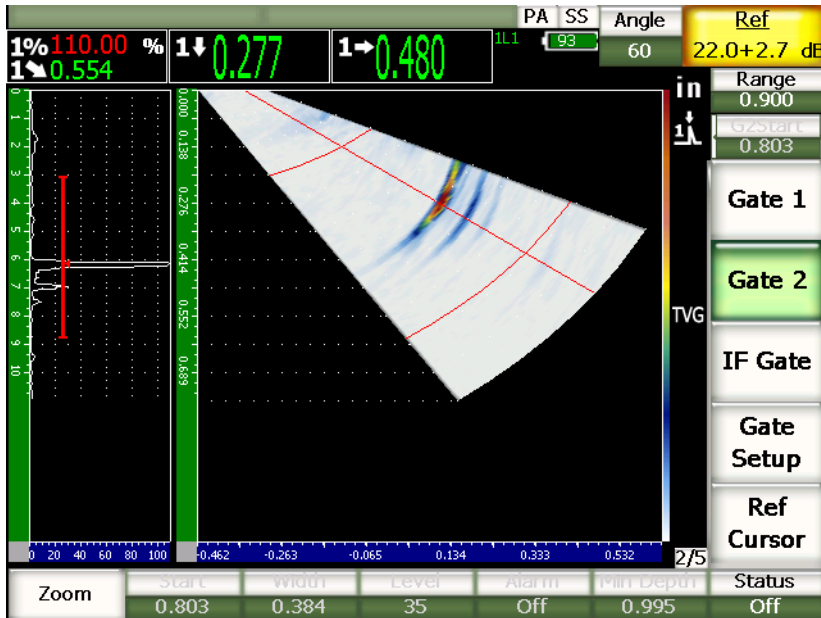 PA SS
Angle
60
Ref
22.0+2.7 dB
1% 110.00 %
1 0.554
1 0.277
1 0.480
1L1
93
in
Range
0.900
G2Start
0.803
Gate 1
Gate 2
IF Gate
Gate Setup
Ref Cursor
TVG
0 1 2 3 4 5 6 7 8 9 10
0.000 0.138 0.276 0.414 0.552 0.689
0 20 40 60 80 100
-0.462 -0.263 -0.065 0.134 0.333 0.532
2/5
Zoom
Start
0.803
Width
0.384
Level
35
Alarm
Off
Min Depth
0.995
Status
Off